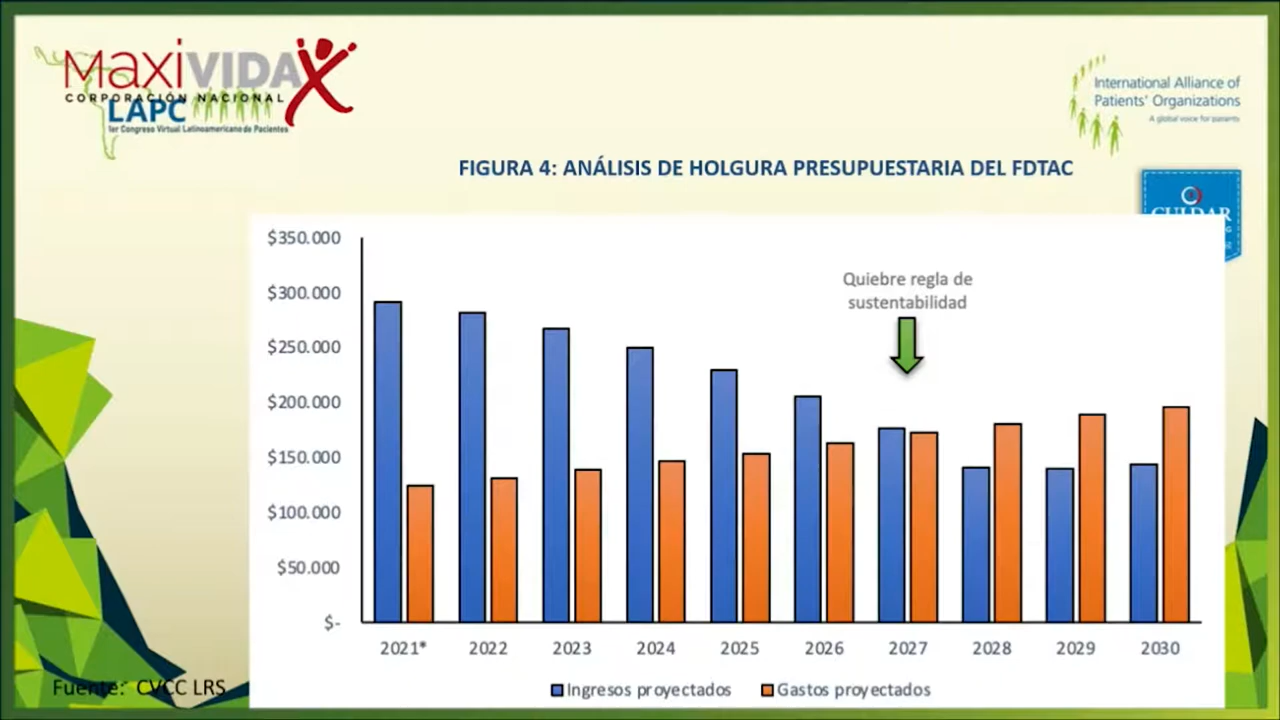 MaxiVIDA
CORPORACIÓN NACIONAL
LAPC
1er Congreso Virtual Latinoamericano de Pacientes
International Alliance of
Patients' Organizations
A global voice for patients
FIGURA 4: ANÁLISIS DE HOLGURA PRESUPUESTARIA DEL FDTAC
CUIDAR
$350.000
$300.000
$250.000
$200.000
$150.000
$100.000
$50.000
$-
Quiebre regla de
sustentabilidad
2021* 2022 2023 2024 2025 2026 2027 2028 2029 2030
Ingresos proyectados Gastos proyectados
Fuente: CVCC LRS